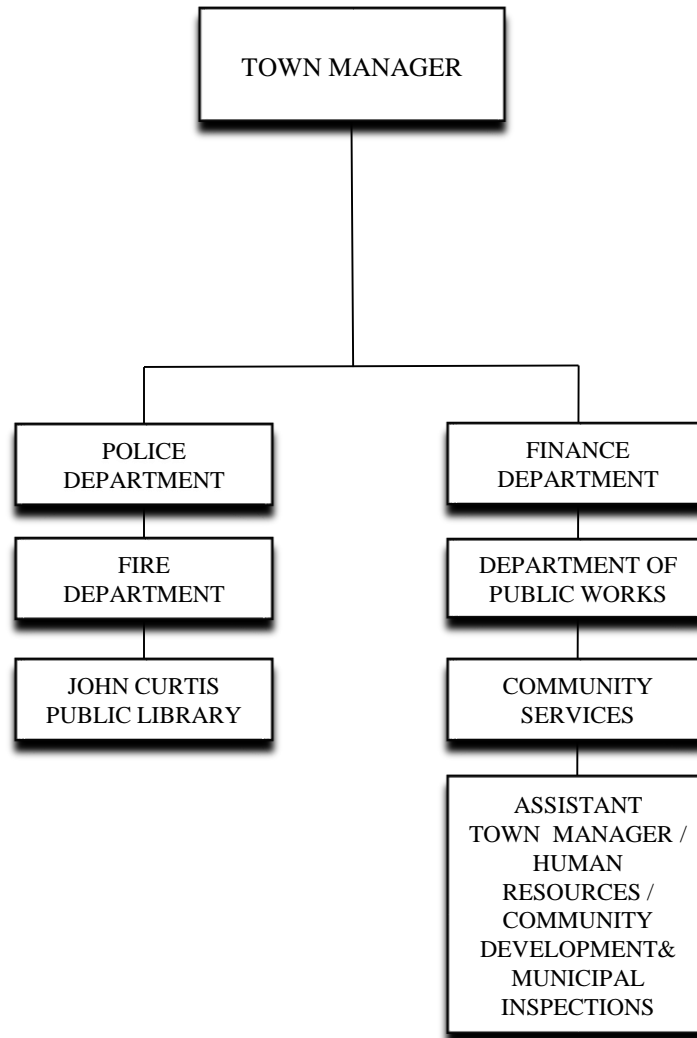 TOWN MANAGER
POLICE
DEPARTMENT
FIRE
DEPARTMENT
JOHN CURTIS
PUBLIC LIBRARY
FINANCE
DEPARTMENT
DEPARTMENT OF
PUBLIC WORKS
COMMUNITY
SERVICES
ASSISTANT
TOWN MANAGER /
HUMAN
RESOURCES /
COMMUNITY
DEVELOPMENT&
MUNICIPAL
INSPECTIONS